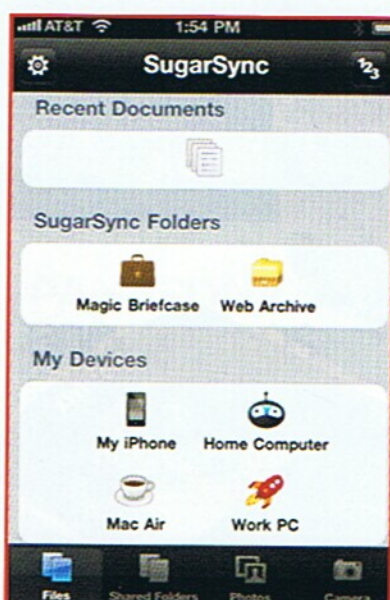 AT&T 1:54 PM
SugarSync 123
Recent Documents
SugarSync Folders
Magic Briefcase Web Archive
My Devices
My iPhone Home Computer
Mac Air Work PC
Files Shared Folders Photos Camera